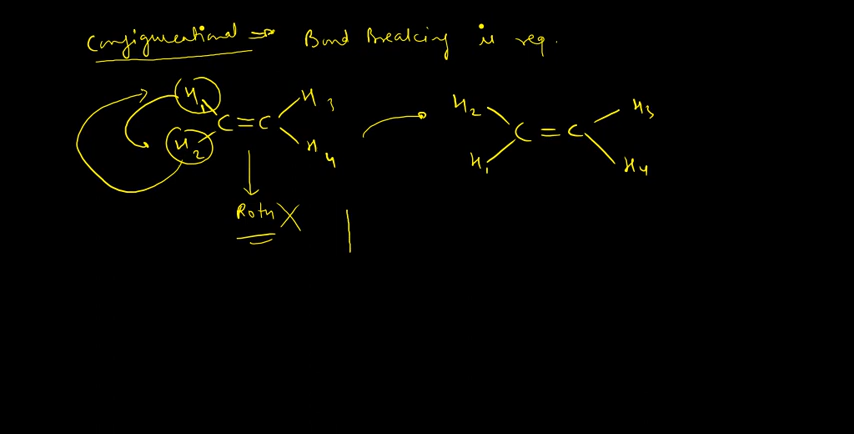 Configurational ⇒ Bond Breaking is req.
H1 H3 H2 H3
C=C C=C
H2 H4 H1 H4
Rotn X